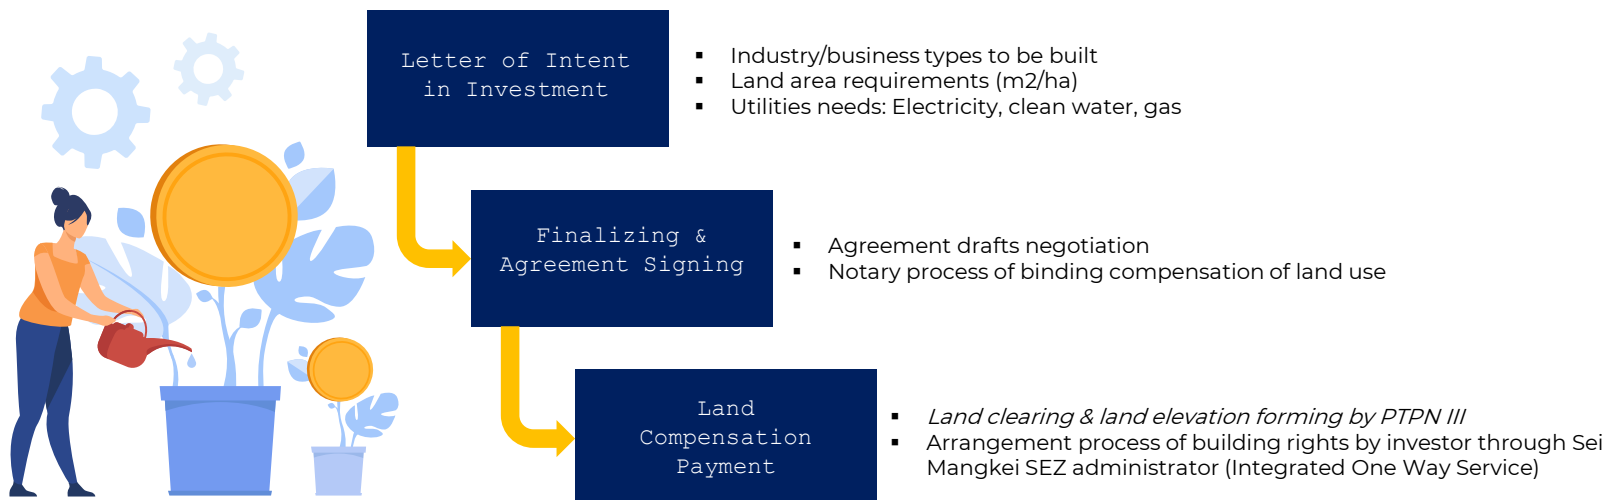 Letter of Intent
in Investment
▪ Industry/business types to be built
▪ Land area requirements (m2/ha)
▪ Utilities needs: Electricity, clean water, gas
Finalizing &
Agreement Signing
▪ Agreement drafts negotiation
▪ Notary process of binding compensation of land use
Land
Compensation
Payment
▪ Land clearing & land elevation forming by PTPN III
▪ Arrangement process of building rights by investor through Sei
Mangkei SEZ administrator (Integrated One Way Service)